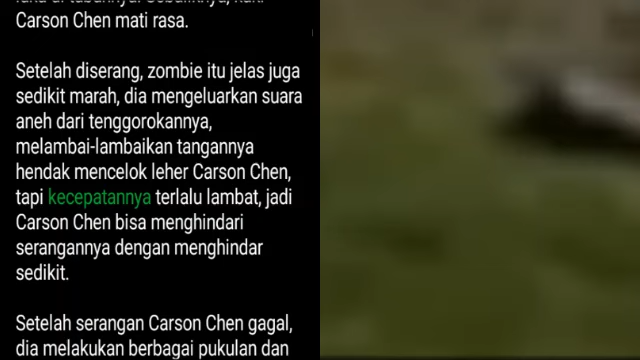 Carson Chen mati rasa.
Setelah diserang, zombie itu jelas juga
sedikit marah, dia mengeluarkan suara
aneh dari tenggorokannya,
melambai-lambaikan tangannya
hendak mencelok leher Carson Chen,
tapi kecepatannya terlalu lambat, jadi
Carson Chen bisa menghindari
serangannya dengan menghindar
sedikit.
Setelah serangan Carson Chen gagal,
dia melakukan berbagai pukulan dan